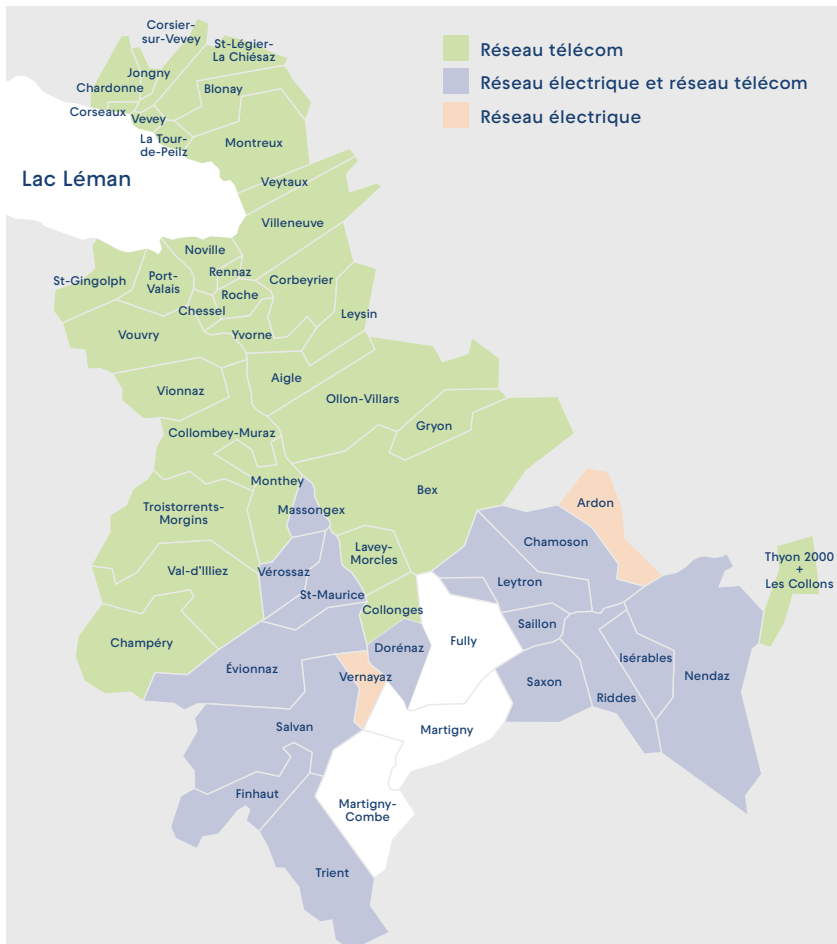 Corsier-
sur-Vevey
St-Légier-
La Chiésaz
Jongny
Chardonne
Blonay
Corseaux
Vevey
La Tour-
de-Peilz
Montreux
Réseau télécom
Réseau électrique et réseau télécom
Réseau électrique
Lac Léman
Veytaux
Villeneuve
Noville
Rennaz
St-Gingolph
Port-
Valais
Corbeyrier
Roche
Chessel
Leysin
Vouvry
Yvorne
Aigle
Vionnaz
Ollon-Villars
Gryon
Collombey-Muraz
Monthey
Bex
Massongex
Troistorrents-
Morgins
Ardon
Chamoson
Lavey-
Morcles
Thyon 2000
+
Les Collons
Val-d'Illiez
Vérossaz
Leytron
St-Maurice
Collonges
Saillon
Champéry
Dorénaz
Fully
Isérables
Évionnaz
Vernayaz
Saxon
Nendaz
Riddes
Salvan
Martigny
Finhaut
Martigny-
Combe
Trient